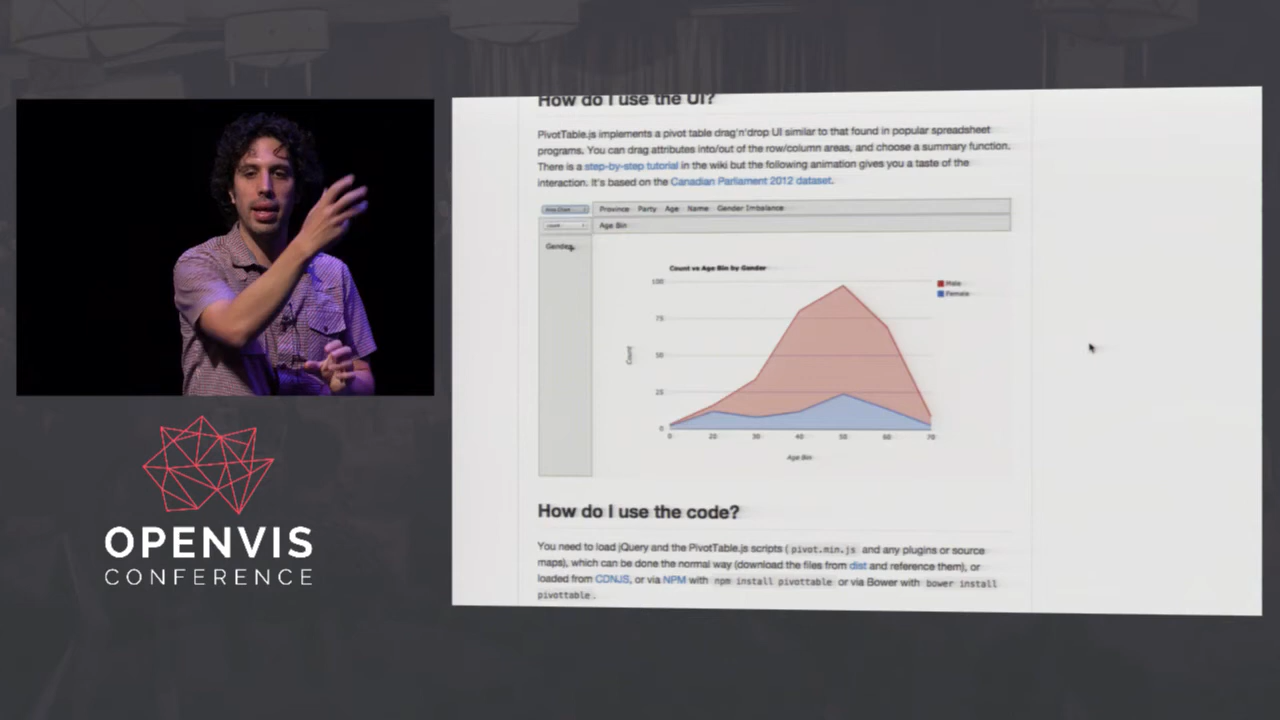 How do I use the UI?
PivotTable.js implements a pivot table drag'n'drop UI similar to that found in popular spreadsheet
programs. You can drag attributes into/out of the row/column areas, and choose a summary function.
There is a step-by-step tutorial in the wiki but the following animation gives you a taste of the
interaction. It's based on the Canadian Parliament 2012 dataset.
Area Chart
Province Party Age Name Gender Imbalance
count
Age Bin
Gender
Count vs Age Bin by Gender
Male
Female
100
75
50
25
0
Count
0 20 30 40 50 60 70
Age Bin
How do I use the code?
You need to load jQuery and the PivotTable.js scripts ( pivot.min.js and any plugins or source
maps), which can be done the normal way (download the files from dist and reference them), or
loaded from CDNJS, or via NPM with npm install pivottable or via Bower with bower install
pivottable .
OPENVIS
CONFERENCE